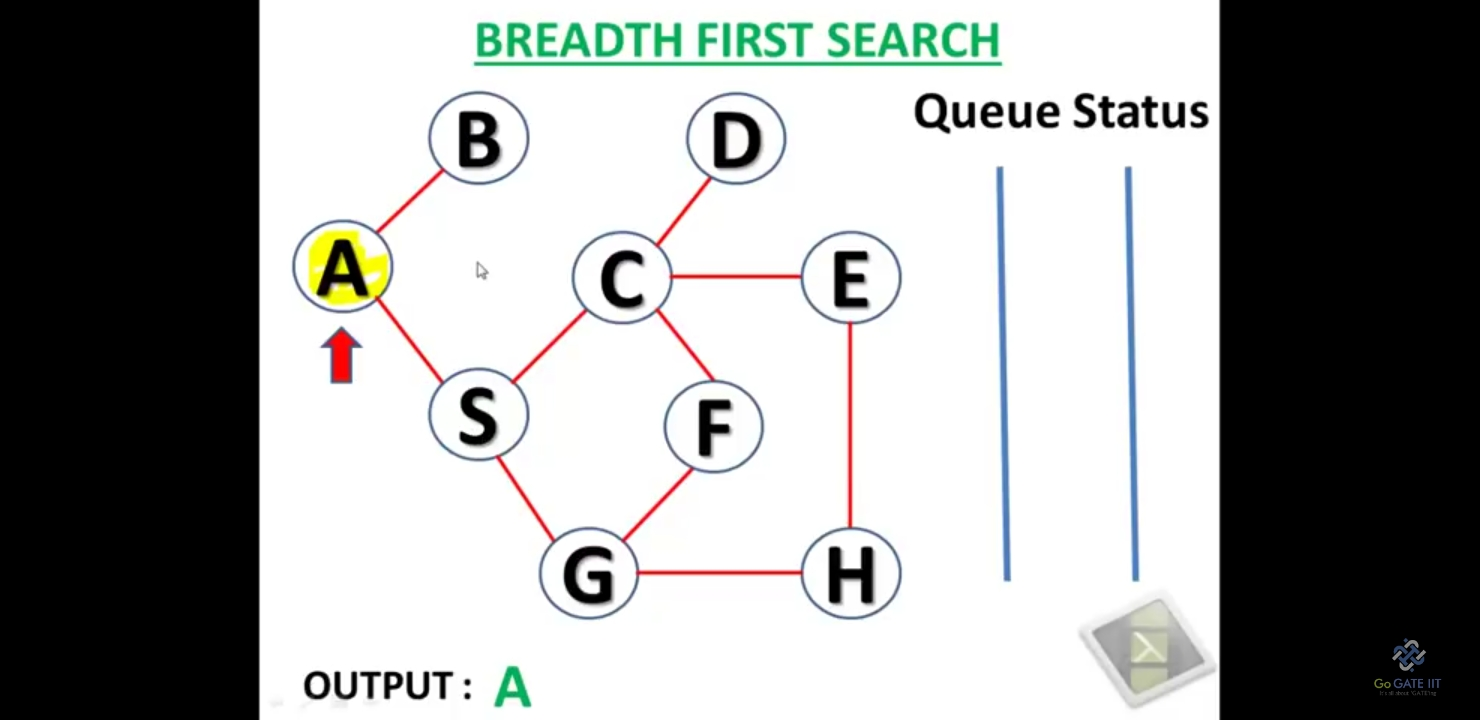 BREADTH FIRST SEARCH
Queue Status
B
D
A
C
E
S
F
G
H
OUTPUT : A
Go GATE IIT